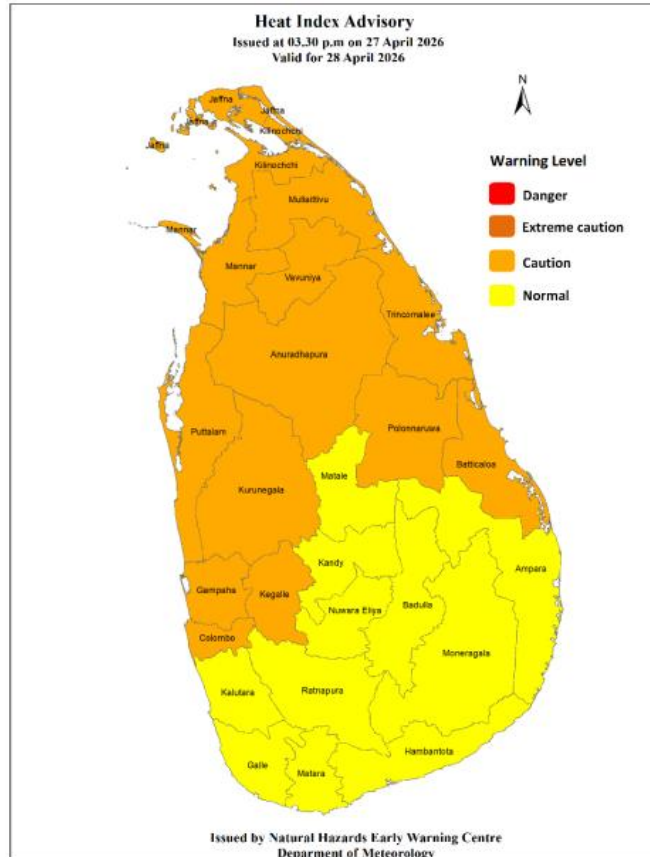 Heat Index Advisory
Issued at 03.30 p.m on 27 April 2026
Valid for 28 April 2026
N
Jaffna
Jaffna
Jaffna
Jaffna
Kilinochchi
Kilinochchi
Mullaittivu
Mannar
Mannar
Vavuniya
Trincomalee
Anuradhapura
Puttalam
Polonnaruwa
Batticaloa
Kurunegala
Matale
Kandy
Ampara
Gampaha
Kegalle
Nuwara Eliya
Badulla
Colombo
Moneragala
Kalutara
Ratnapura
Hambantota
Galle
Matara
Warning Level
Danger
Extreme caution
Caution
Normal
Issued by Natural Hazards Early Warning Centre
Deparment of Meteorology